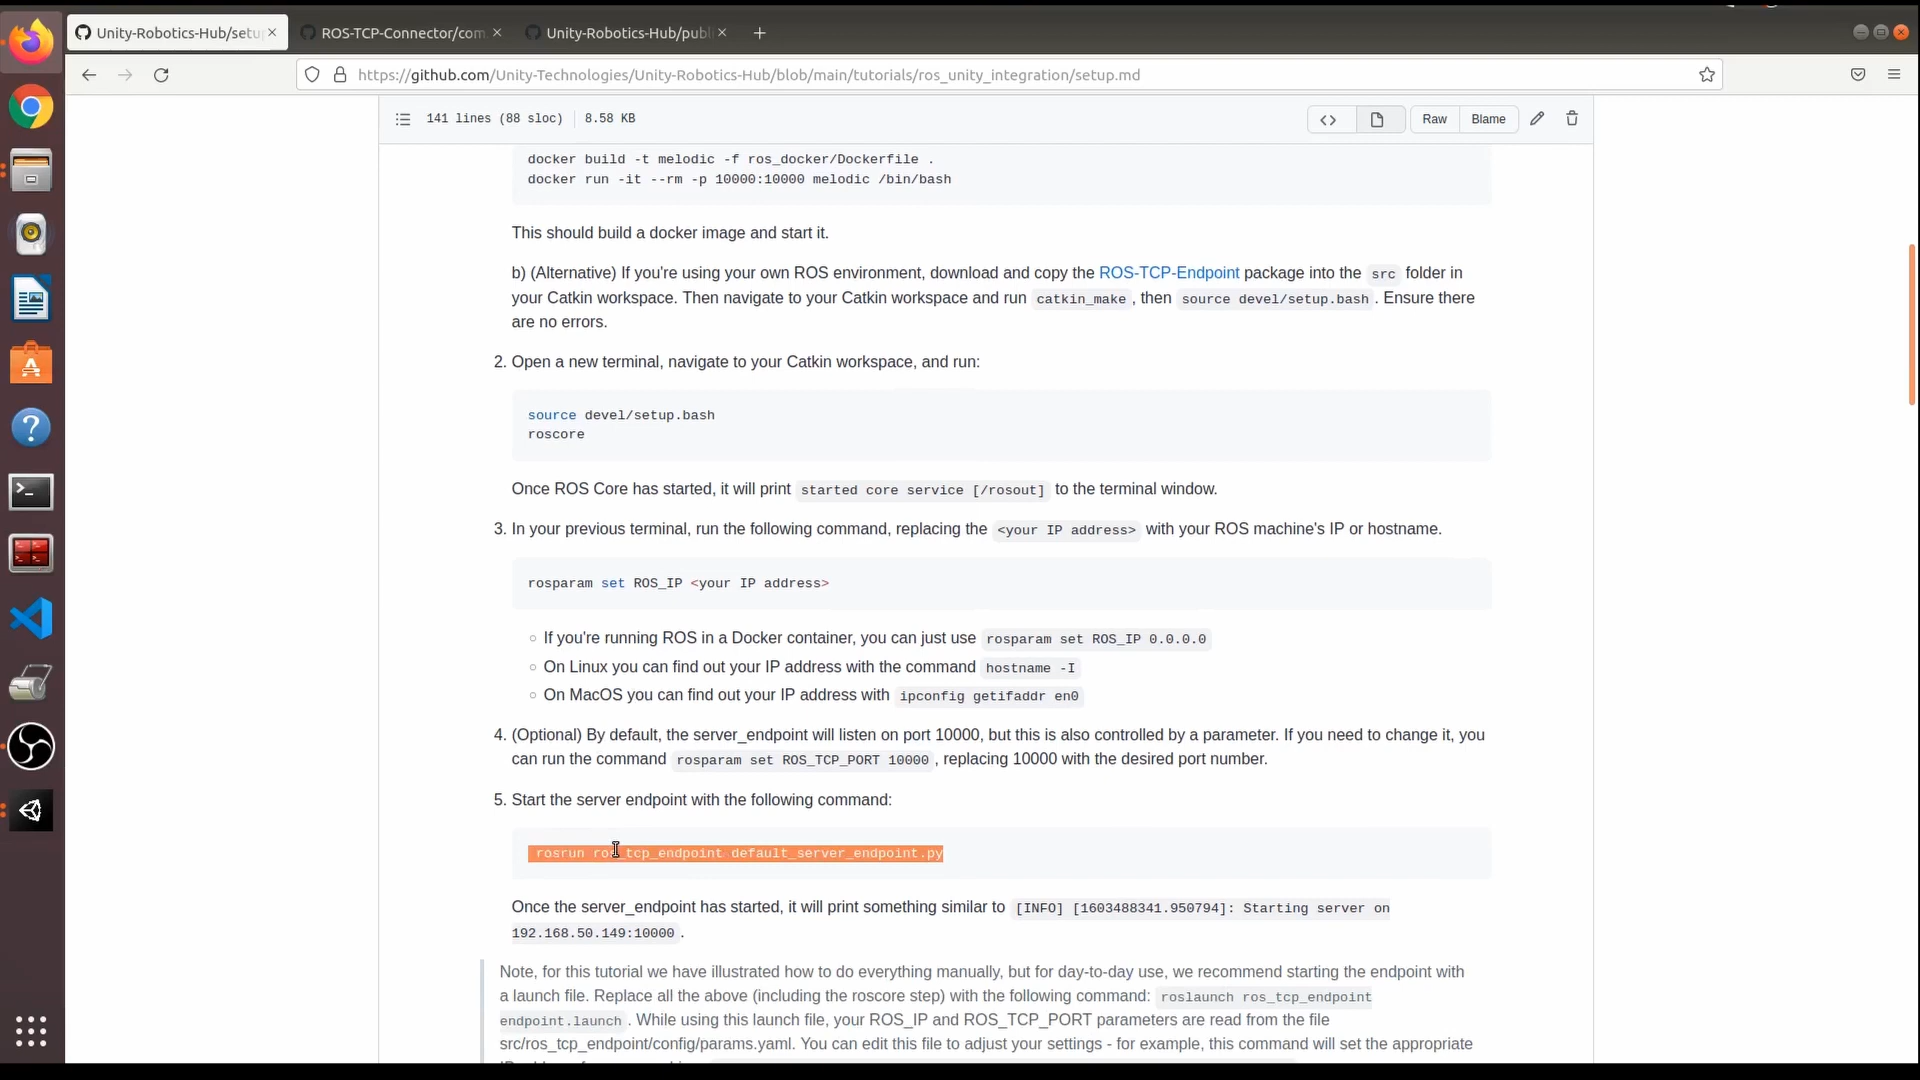 Unity-Robotics-Hub/setup
ROS-TCP-Connector/com
Unity-Robotics-Hub/publ
https://github.com/Unity-Technologies/Unity-Robotics-Hub/blob/main/tutorials/ros_unity_integration/setup.md
141 lines (88 sloc) 8.58 KB
Raw Blame
docker build -t melodic -f ros_docker/Dockerfile .
docker run -it --rm -p 10000:10000 melodic /bin/bash
This should build a docker image and start it.
b) (Alternative) If you're using your own ROS environment, download and copy the ROS-TCP-Endpoint package into the src folder in
your Catkin workspace. Then navigate to your Catkin workspace and run catkin_make, then source devel/setup.bash. Ensure there
are no errors.
2. Open a new terminal, navigate to your Catkin workspace, and run:
source devel/setup.bash
roscore
Once ROS Core has started, it will print started core service [/rosout] to the terminal window.
3. In your previous terminal, run the following command, replacing the <your IP address> with your ROS machine's IP or hostname.
rosparam set ROS_IP <your IP address>
If you're running ROS in a Docker container, you can just use rosparam set ROS_IP 0.0.0.0
On Linux you can find out your IP address with the command hostname -I
On MacOS you can find out your IP address with ipconfig getifaddr en0
4. (Optional) By default, the server_endpoint will listen on port 10000, but this is also controlled by a parameter. If you need to change it, you
can run the command rosparam set ROS_TCP_PORT 10000, replacing 10000 with the desired port number.
5. Start the server endpoint with the following command:
rosrun ros_tcp_endpoint default_server_endpoint.py
Once the server_endpoint has started, it will print something similar to [INFO] [1603488341.950794]: Starting server on
192.168.50.149:10000.
Note, for this tutorial we have illustrated how to do everything manually, but for day-to-day use, we recommend starting the endpoint with
a launch file. Replace all the above (including the roscore step) with the following command: roslaunch ros_tcp_endpoint
endpoint.launch. While using this launch file, your ROS_IP and ROS_TCP_PORT parameters are read from the file
src/ros_tcp_endpoint/config/params.yaml. You can edit this file to adjust your settings - for example, this command will set the appropriate